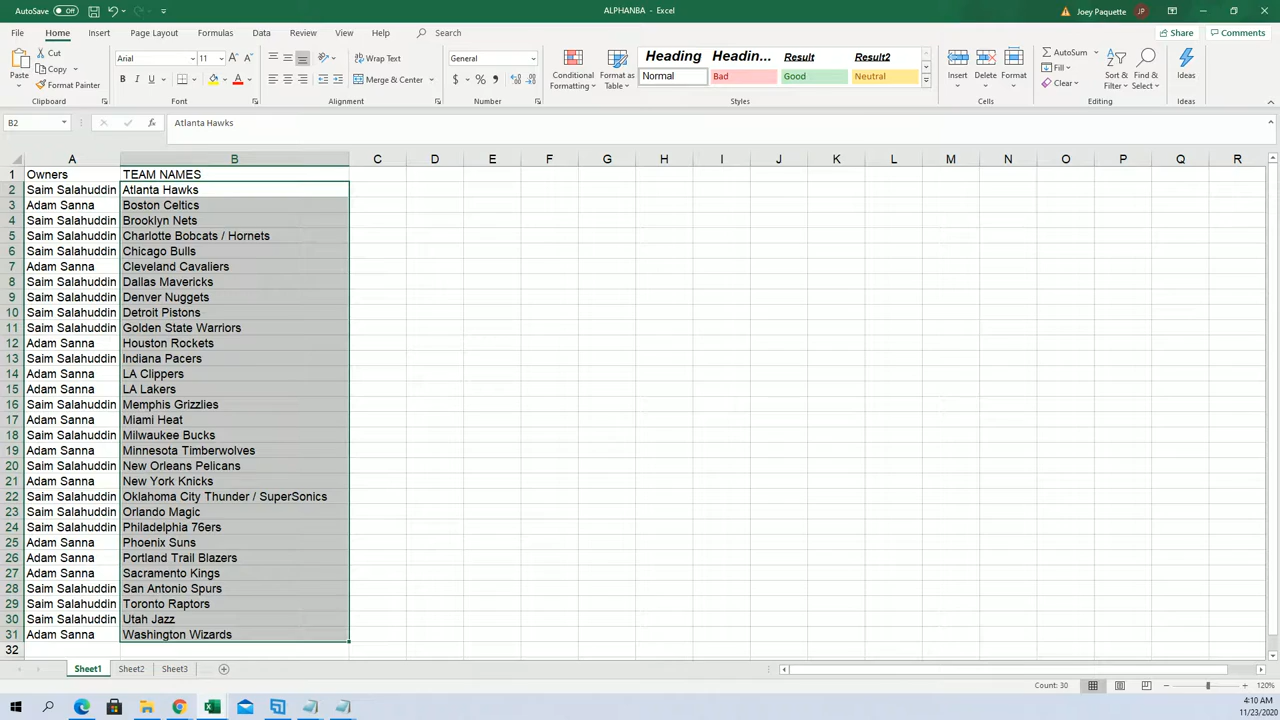 AutoSave Off
ALPHANBA - Excel
Joey Paquette JP
File Home Insert Page Layout Formulas Data Review View Help Search Share Comments
Paste Cut Copy Format Painter
Arial 11
B I U
Wrap Text
Merge & Center
General
$ % 9
Conditional Formatting
Format as Table
Heading Headin... Result Result2
Normal Bad Good Neutral
Insert Delete Format
AutoSum
Fill
Clear
Sort & Filter
Find & Select
Ideas
Clipboard Font Alignment Number Styles Cells Editing Ideas
B2 fx Atlanta Hawks
A B C D E F G H I J K L M N O P Q R
1 Owners TEAM NAMES
2 Saim Salahuddin Atlanta Hawks
3 Adam Sanna Boston Celtics
4 Saim Salahuddin Brooklyn Nets
5 Saim Salahuddin Charlotte Bobcats / Hornets
6 Saim Salahuddin Chicago Bulls
7 Adam Sanna Cleveland Cavaliers
8 Saim Salahuddin Dallas Mavericks
9 Saim Salahuddin Denver Nuggets
10 Saim Salahuddin Detroit Pistons
11 Saim Salahuddin Golden State Warriors
12 Adam Sanna Houston Rockets
13 Saim Salahuddin Indiana Pacers
14 Adam Sanna LA Clippers
15 Adam Sanna LA Lakers
16 Saim Salahuddin Memphis Grizzlies
17 Adam Sanna Miami Heat
18 Saim Salahuddin Milwaukee Bucks
19 Adam Sanna Minnesota Timberwolves
20 Saim Salahuddin New Orleans Pelicans
21 Adam Sanna New York Knicks
22 Saim Salahuddin Oklahoma City Thunder / SuperSonics
23 Saim Salahuddin Orlando Magic
24 Saim Salahuddin Philadelphia 76ers
25 Adam Sanna Phoenix Suns
26 Adam Sanna Portland Trail Blazers
27 Adam Sanna Sacramento Kings
28 Saim Salahuddin San Antonio Spurs
29 Saim Salahuddin Toronto Raptors
30 Saim Salahuddin Utah Jazz
31 Adam Sanna Washington Wizards
32
Sheet1 Sheet2 Sheet3
Count: 30 120%
4:10 AM
11/23/2020